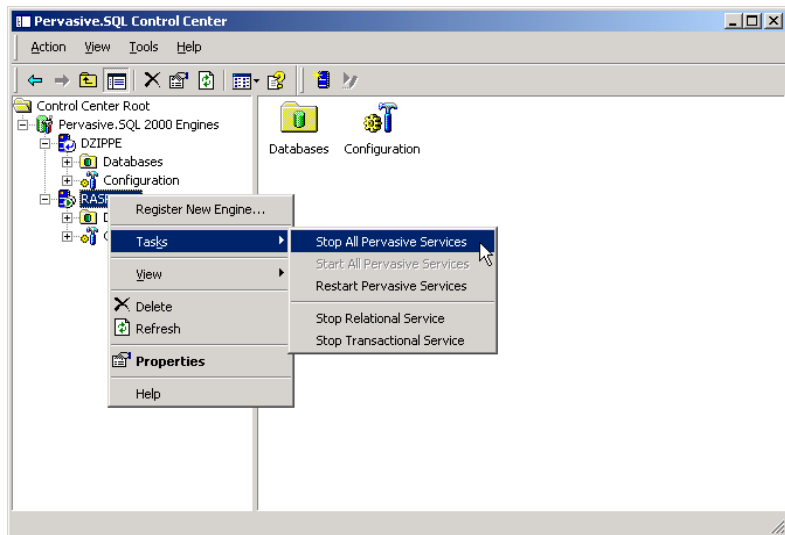 Pervasive.SQL Control Center
Action View Tools Help
Control Center Root
Pervasive.SQL 2000 Engines
DZIPPE
Databases
Configuration
Databases Configuration
Register New Engine...
Tasks
View
Delete
Refresh
Properties
Help
Stop All Pervasive Services
Start All Pervasive Services
Restart Pervasive Services
Stop Relational Service
Stop Transactional Service